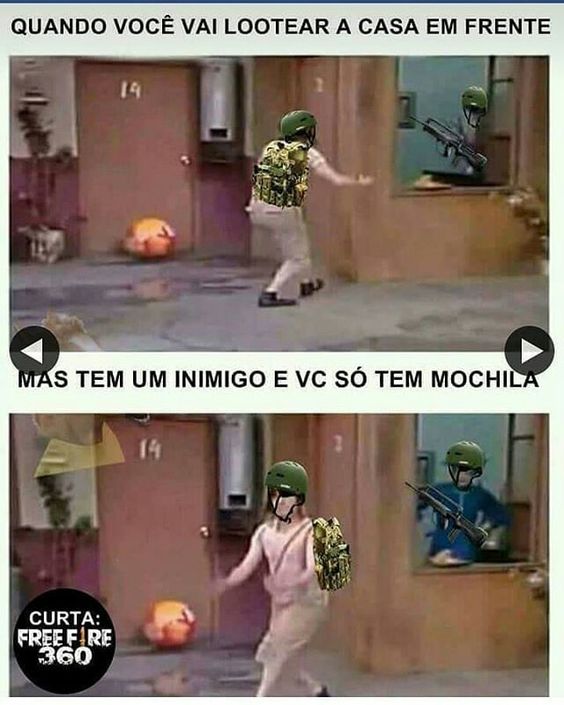 QUANDO VOCÊ VAI LOOTEAR A CASA EM FRENTE
14
MAS TEM UM INIMIGO E VC SÓ TEM MOCHILA
14
CURTA:
FREE FIRE
360